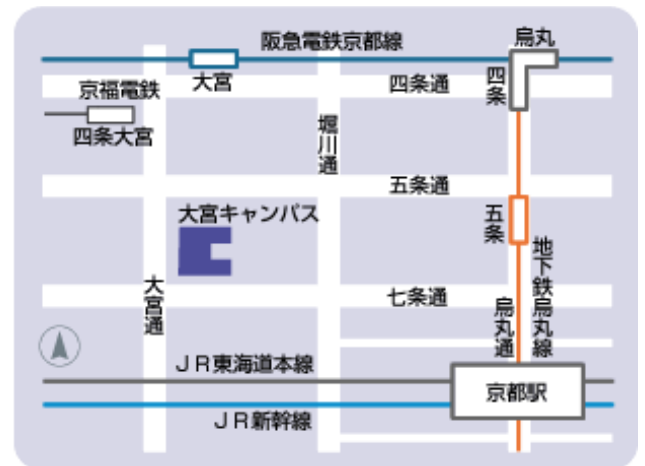 阪急電鉄京都線
烏丸
大宮
四条通
四条
京福電鉄
四条大宮
堀川通
五条通
大宮キャンパス
五条
地下鉄烏丸線
大宮通
七条通
烏丸通
JR東海道本線
京都駅
JR新幹線